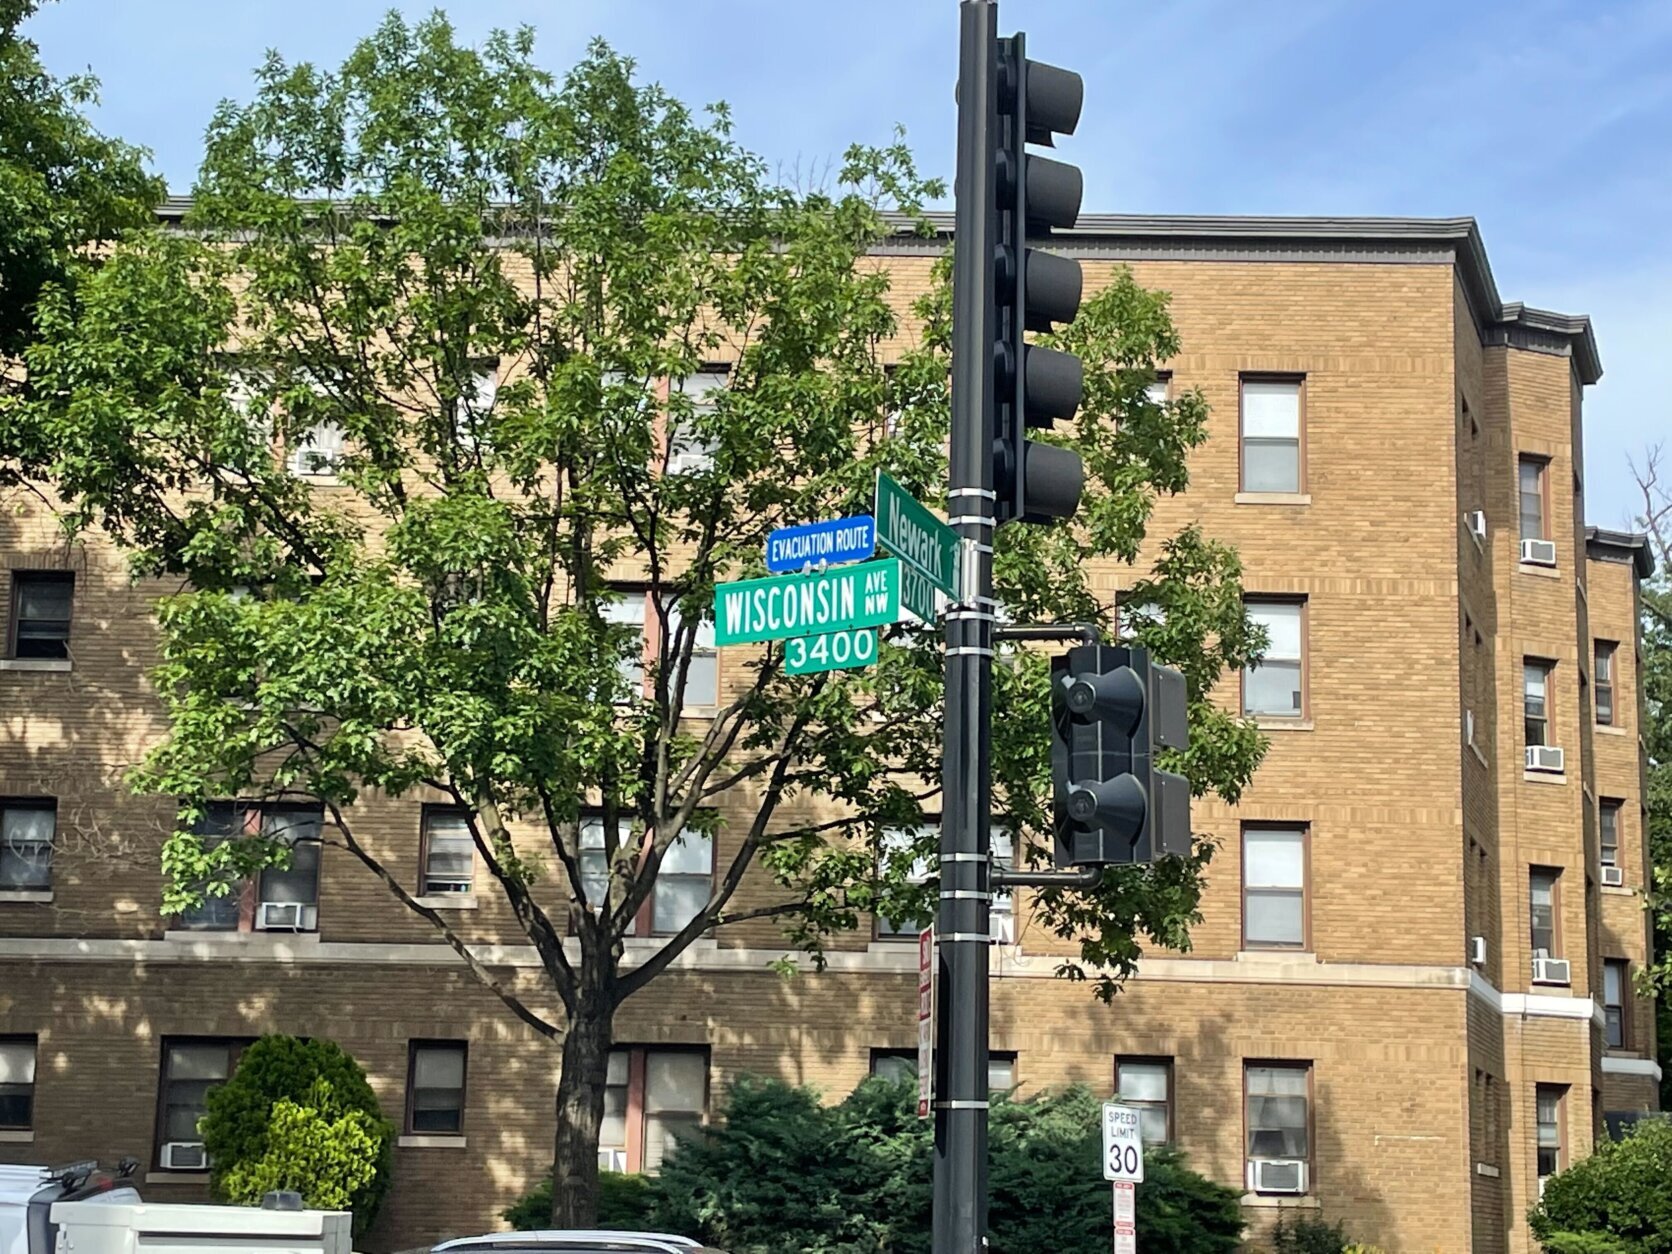 EVACUATION ROUTE
WISCONSIN AVE NW
3400
Newark
3700
SPEED
LIMIT
30